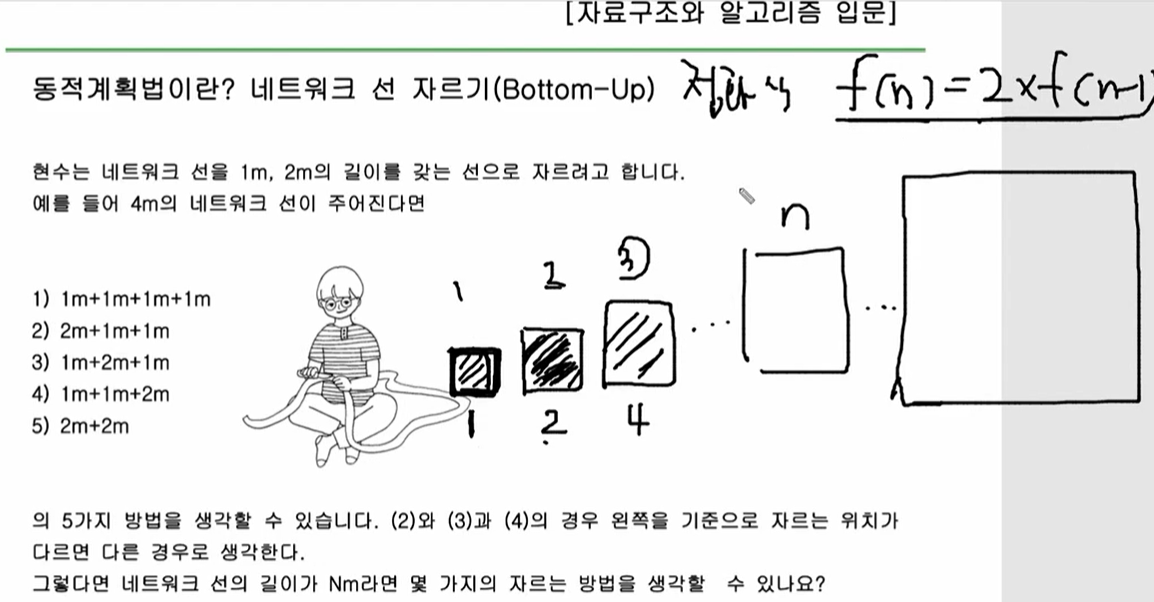 [자료구조와 알고리즘 입문]
동적계획법이란? 네트워크 선 자르기(Bottom-Up) 점화식 f(n)=2×f(n-1)
현수는 네트워크 선을 1m, 2m의 길이를 갖는 선으로 자르려고 합니다.
예를 들어 4m의 네트워크 선이 주어진다면
1) 1m+1m+1m+1m
2) 2m+1m+1m
3) 1m+2m+1m
4) 1m+1m+2m
5) 2m+2m
1 2 3 ... n ...
1 2 4
의 5가지 방법을 생각할 수 있습니다. (2)와 (3)과 (4)의 경우 왼쪽을 기준으로 자르는 위치가
다르면 다른 경우로 생각한다.
그렇다면 네트워크 선의 길이가 Nm라면 몇 가지의 자르는 방법을 생각할 수 있나요?